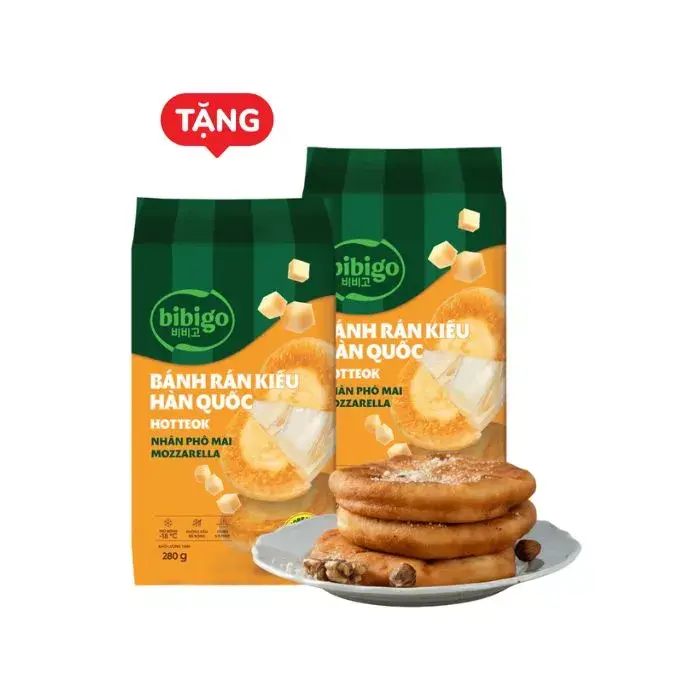 TẶNG
bibigo
비비고
BÁNH RÁN KIỂU
HÀN QUỐC
HOTTEOK
NHÂN PHÔ MAI
MOZZARELLA
-18 °C
280 g
bibigo
비비고
ÁNH RÁN KIỂU
ÀN QUỐC
HOTTEOK
HÂN PHÔ MAI
MOZZARELLA